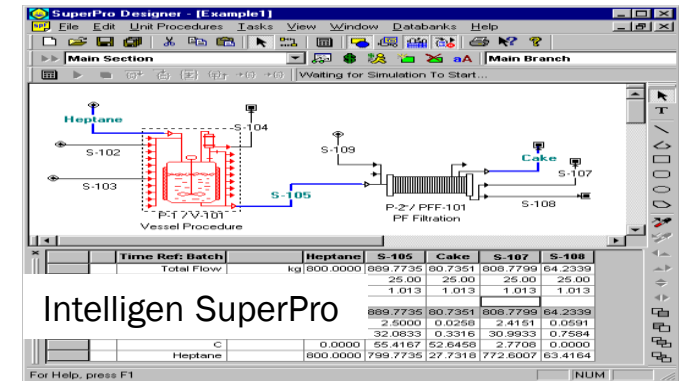 SuperPro Designer - [Example1]
File Edit Unit Procedures Tasks View Window Databanks Help
Main Section
aA
Main Branch
Waiting for Simulation To Start...
Heptane
S-104
S-102
S-103
P-1 / V-101
Vessel Procedure
S-105
S-109
P-2 / PFF-101
PF Filtration
Cake
S-107
S-108
T
Time Ref: Batch Heptane S-105 Cake S-107 S-108
Total Flow kg 800.0000 889.7735 80.7351 808.7799 64.2339
25.00 25.00 25.00 25.00
1.013 1.013 1.013 1.013
889.7735 80.7351 808.7799 64.2339
2.5000 0.0258 2.4151 0.0591
32.0833 0.3316 30.9933 0.7584
C 0.0000 55.4167 52.6458 2.7708 0.0000
Heptane 800.0000 799.7735 27.7318 772.6007 63.4164
Intelligen SuperPro
For Help, press F1
NUM